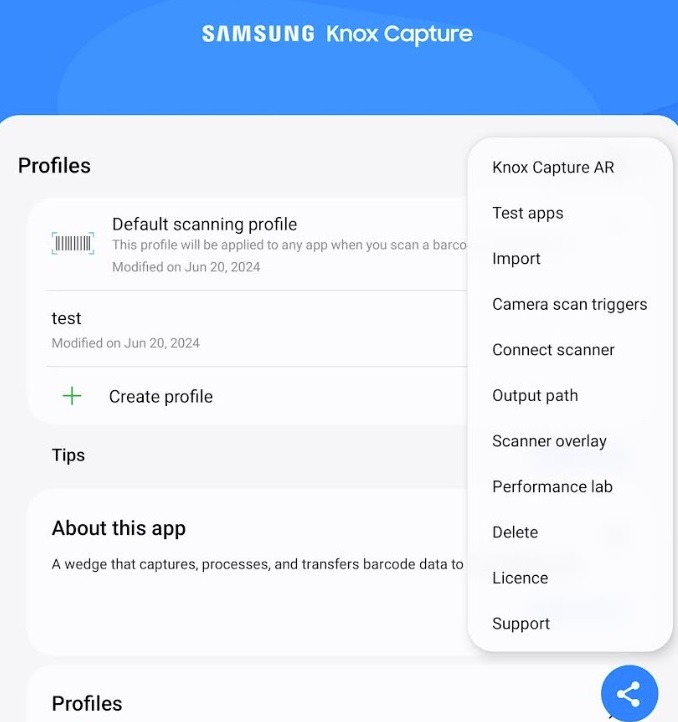 SAMSUNG Knox Capture
Profiles
Default scanning profile
This profile will be applied to any app when you scan a barco
Modified on Jun 20, 2024
test
Modified on Jun 20, 2024
Create profile
Tips
About this app
A wedge that captures, processes, and transfers barcode data to
Profiles
Knox Capture AR
Test apps
Import
Camera scan triggers
Connect scanner
Output path
Scanner overlay
Performance lab
Delete
Licence
Support